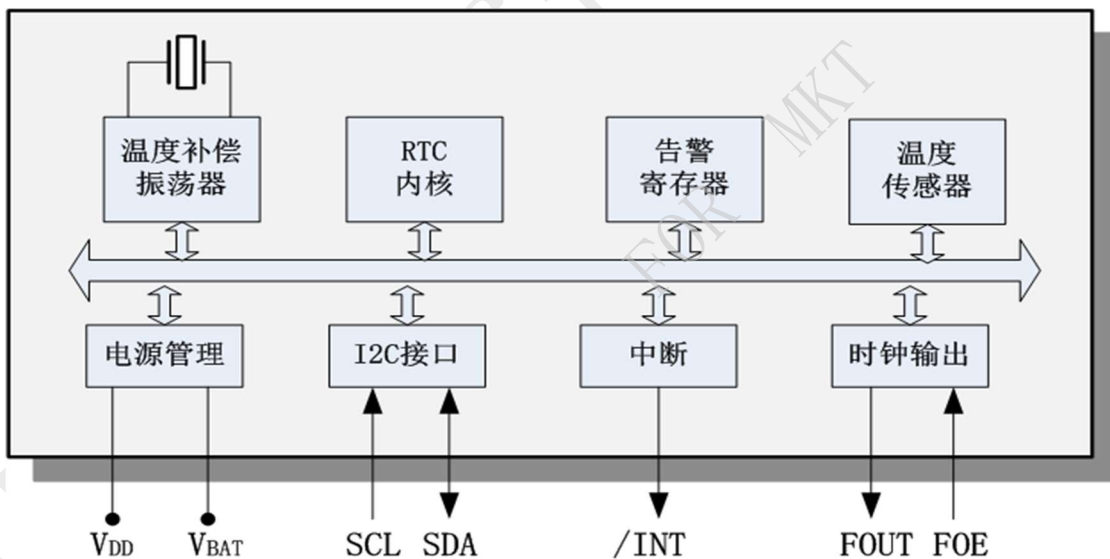 温度补偿
振荡器
RTC
内核
告警
寄存器
温度
传感器
电源管理
I2C接口
中断
时钟输出
VDD
VBAT
SCL
SDA
/INT
FOUT
FOE
FOR MKT